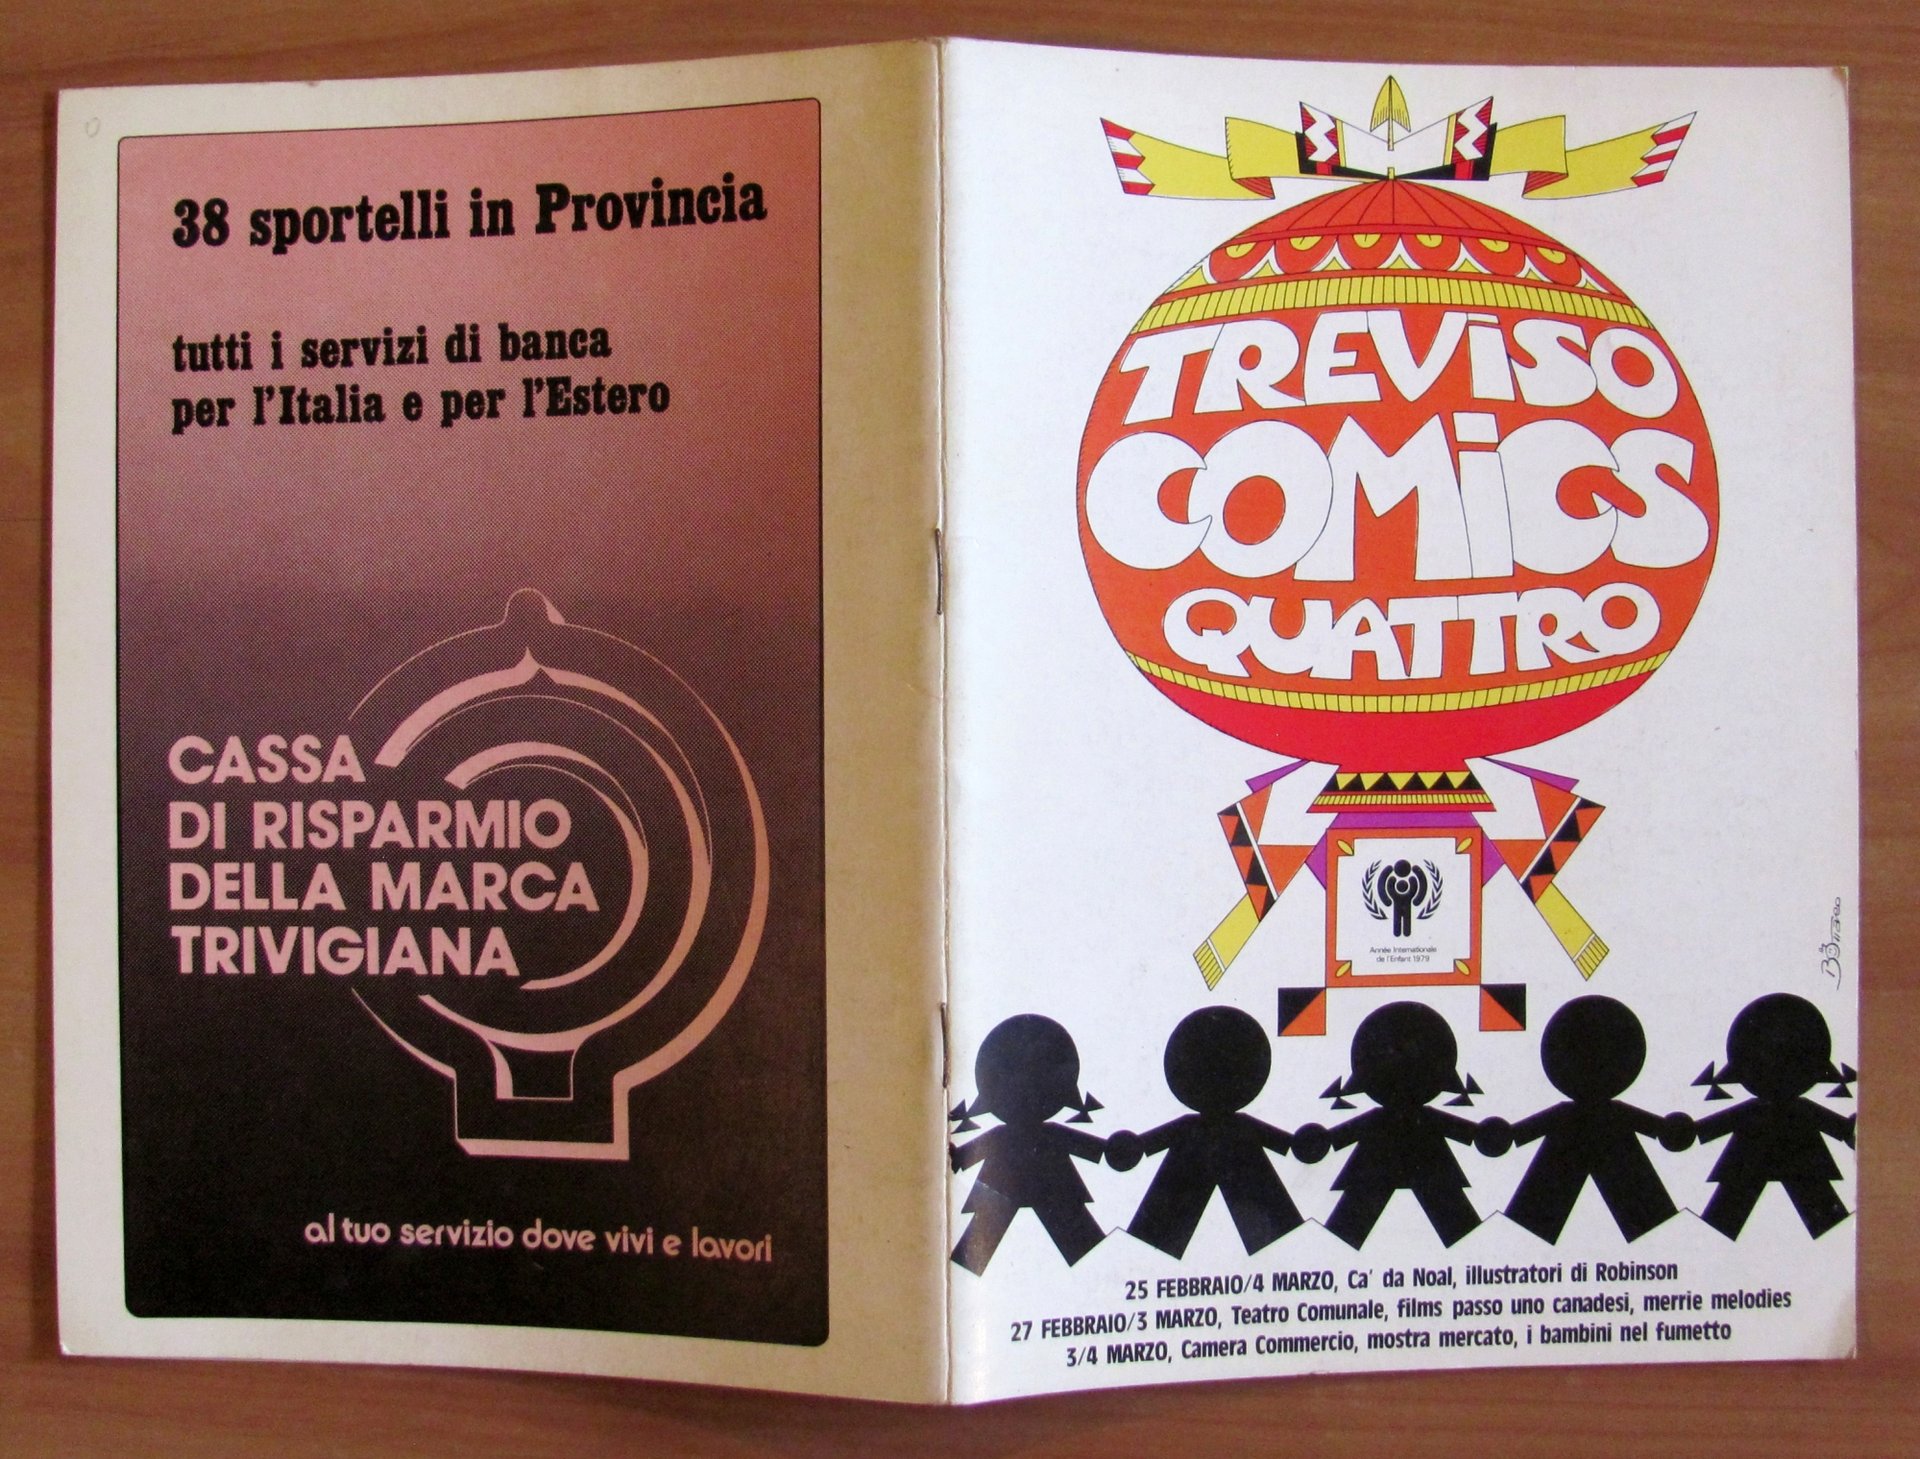 38 sportelli in Provincia
tutti i servizi di banca
per l'Italia e per l'Estero
CASSA
DI RISPARMIO
DELLA MARCA
TRIVIGIANA
al tuo servizio dove vivi e lavori
TREViSO
COMiCS
QUATTRO
Année Internationale
de l'Enfant 1979
25 FEBBRAIO/4 MARZO, Ca' da Noal, illustratori di Robinson
27 FEBBRAIO/3 MARZO, Teatro Comunale, films passo uno canadesi, merrie melodies
3/4 MARZO, Camera Commercio, mostra mercato, i bambini nel fumetto